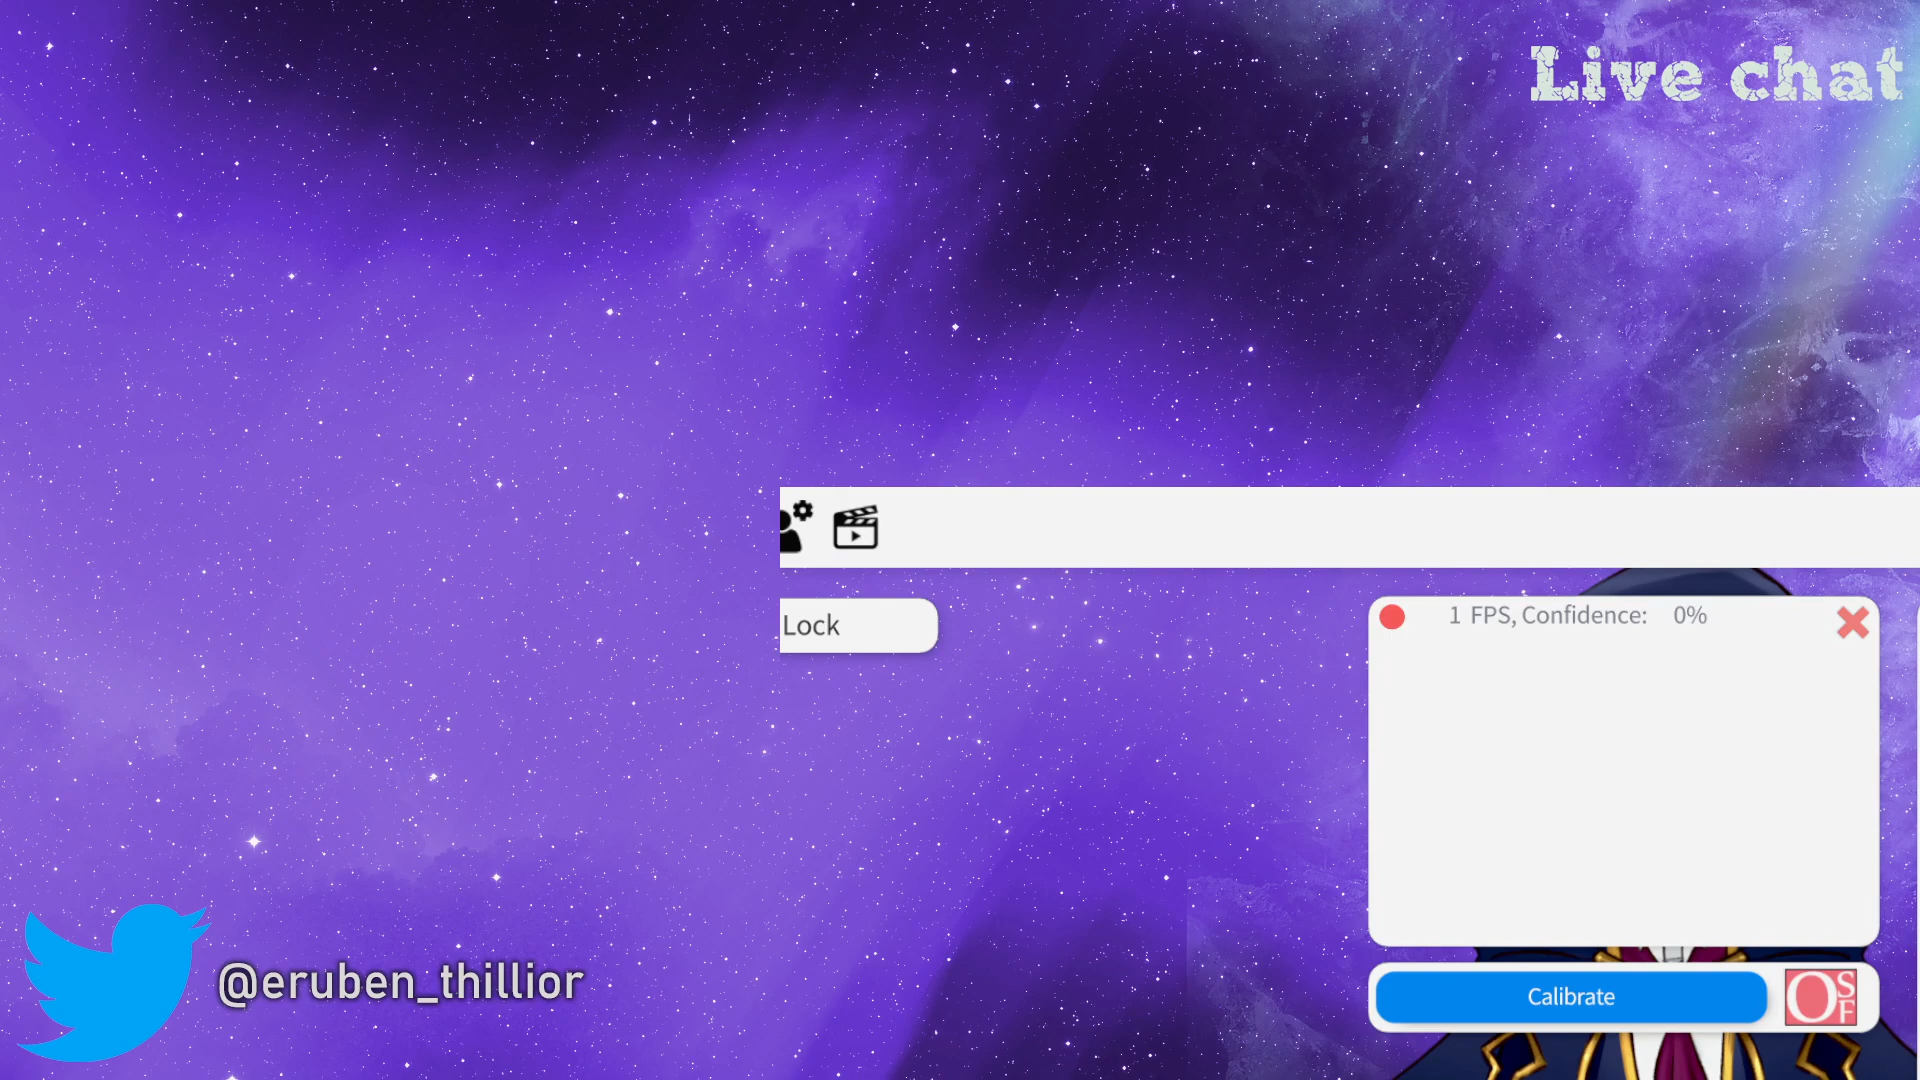 Live chat
Lock
1 FPS, Confidence: 0%
@eruben_thillior
Calibrate
OSF